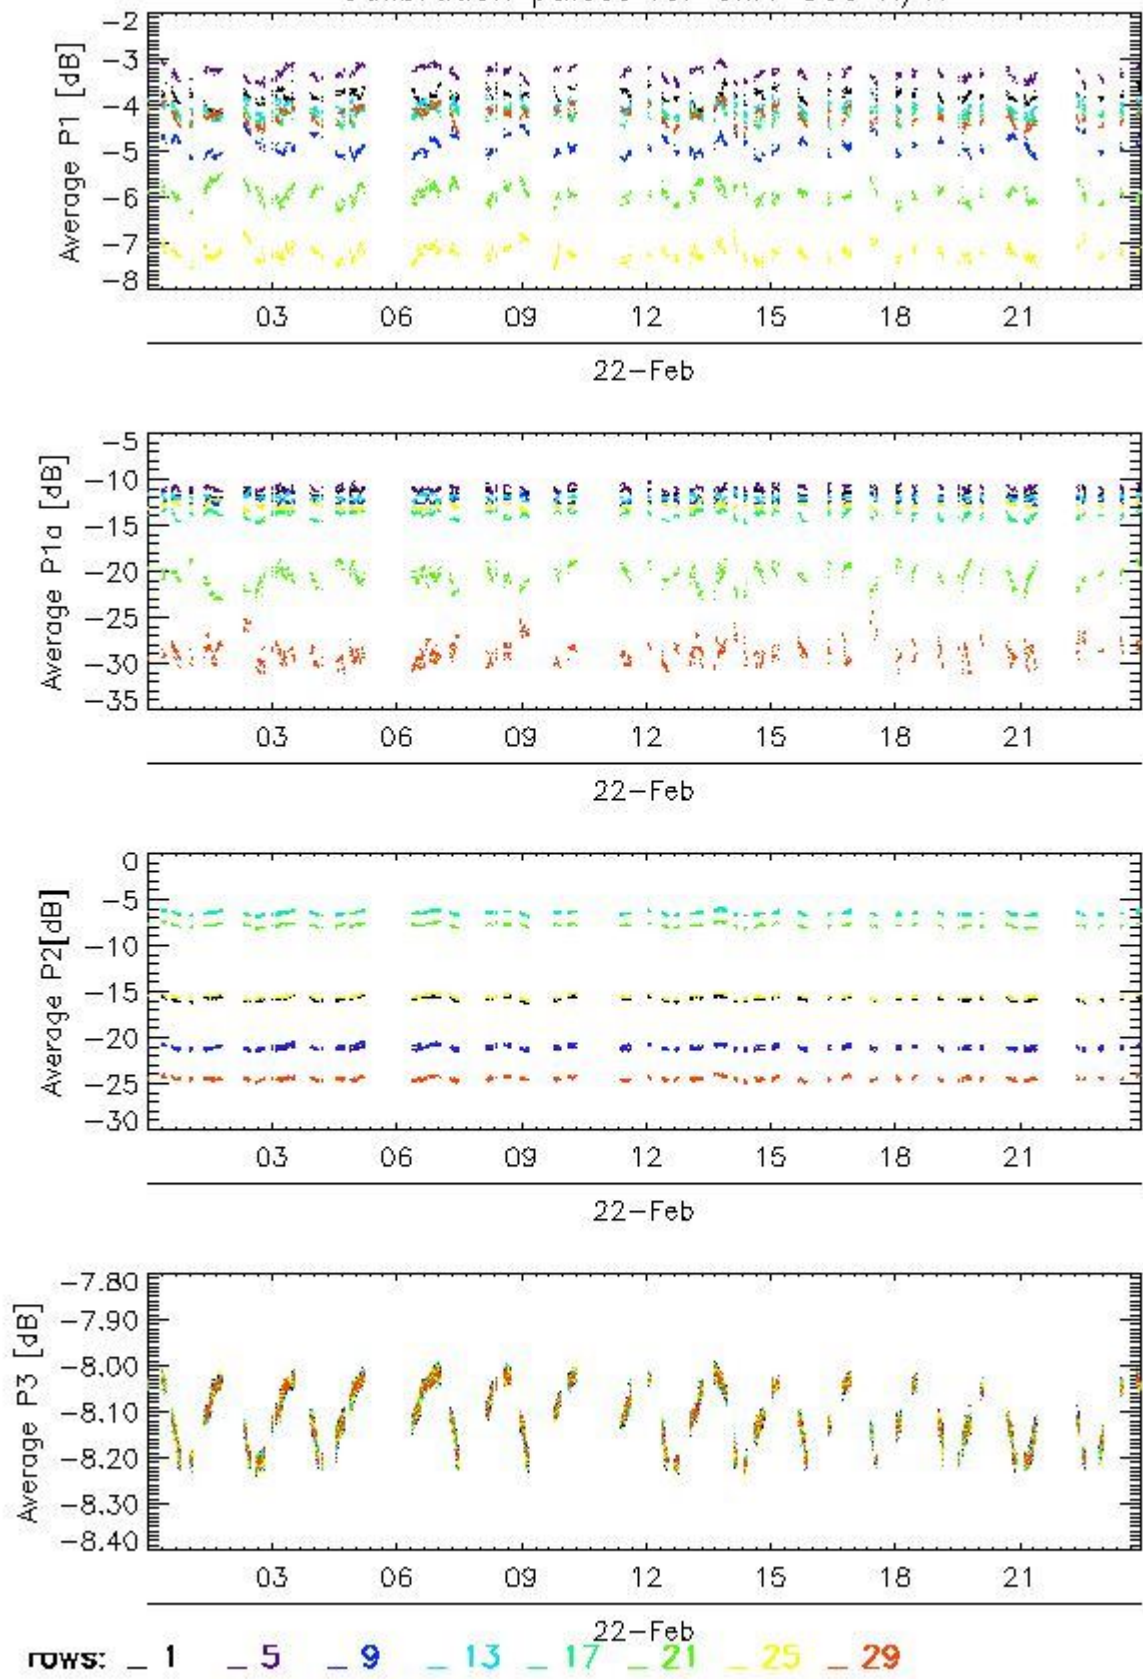 -2
-3
-4
-5
-6
-7
-8
Average P1 [dB]
03 06 09 12 15 18 21
22-Feb
-5
-10
-15
-20
-25
-30
-35
Average P1a [dB]
03 06 09 12 15 18 21
22-Feb
0
-5
-10
-15
-20
-25
-30
Average P2[dB]
03 06 09 12 15 18 21
22-Feb
-7.80
-7.90
-8.00
-8.10
-8.20
-8.30
-8.40
Average P3 [dB]
03 06 09 12 15 18 21
22-Feb
rows: _ 1 _ 5 _ 9 _ 13 _ 17 _ 21 _ 25 _ 29